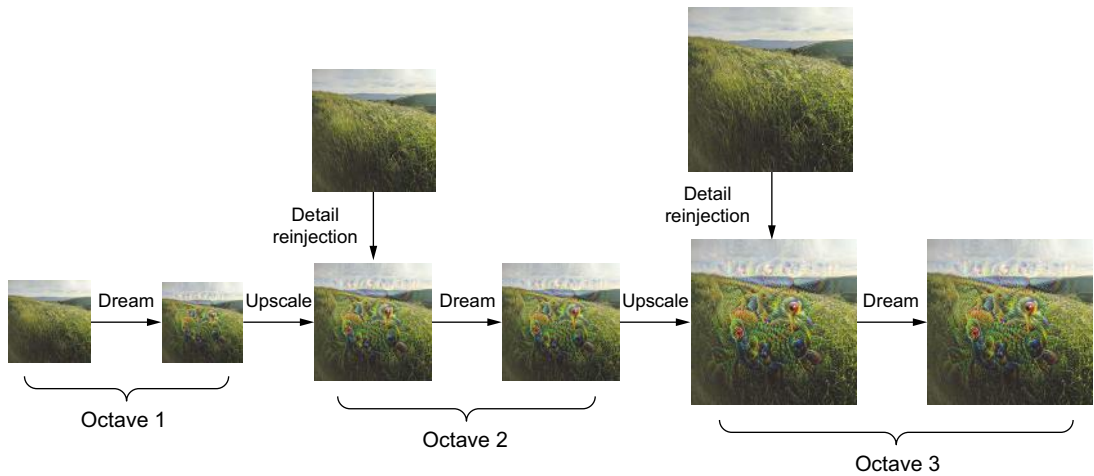 Detail
reinjection
Detail
reinjection
Dream
Upscale
Dream
Upscale
Dream
Octave 1
Octave 2
Octave 3